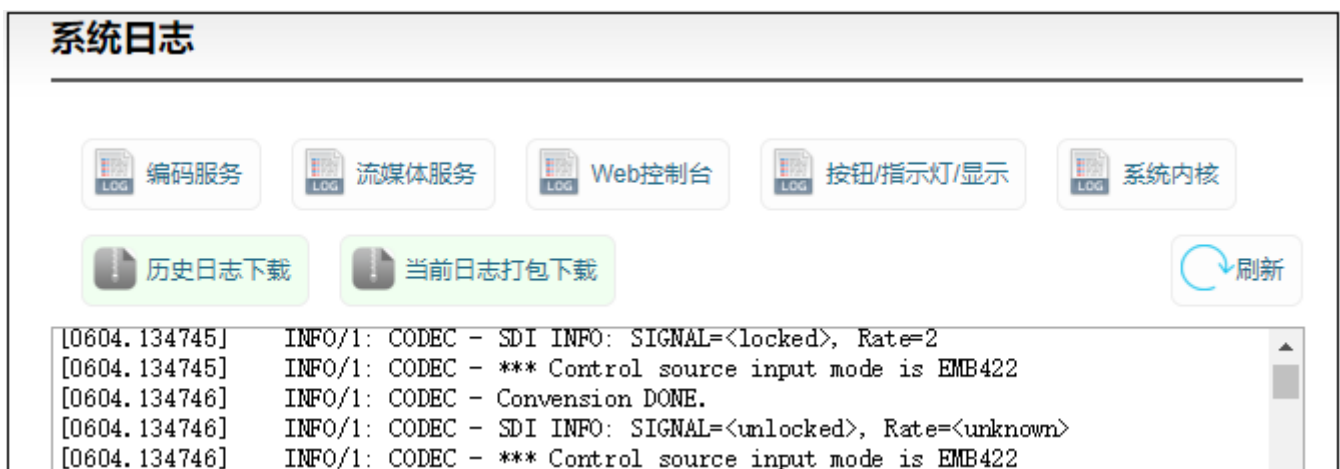 系统日志
LOG 编码服务 LOG 流媒体服务 LOG Web控制台 LOG 按钮/指示灯/显示 LOG 系统内核
历史日志下载 当前日志打包下载 刷新
[0604.134745] INFO/1: CODEC - SDI INFO: SIGNAL=<locked>, Rate=2
[0604.134745] INFO/1: CODEC - *** Control source input mode is EMB422
[0604.134746] INFO/1: CODEC - Convension DONE.
[0604.134746] INFO/1: CODEC - SDI INFO: SIGNAL=<unlocked>, Rate=<unknown>
[0604.134746] INFO/1: CODEC - *** Control source input mode is EMB422